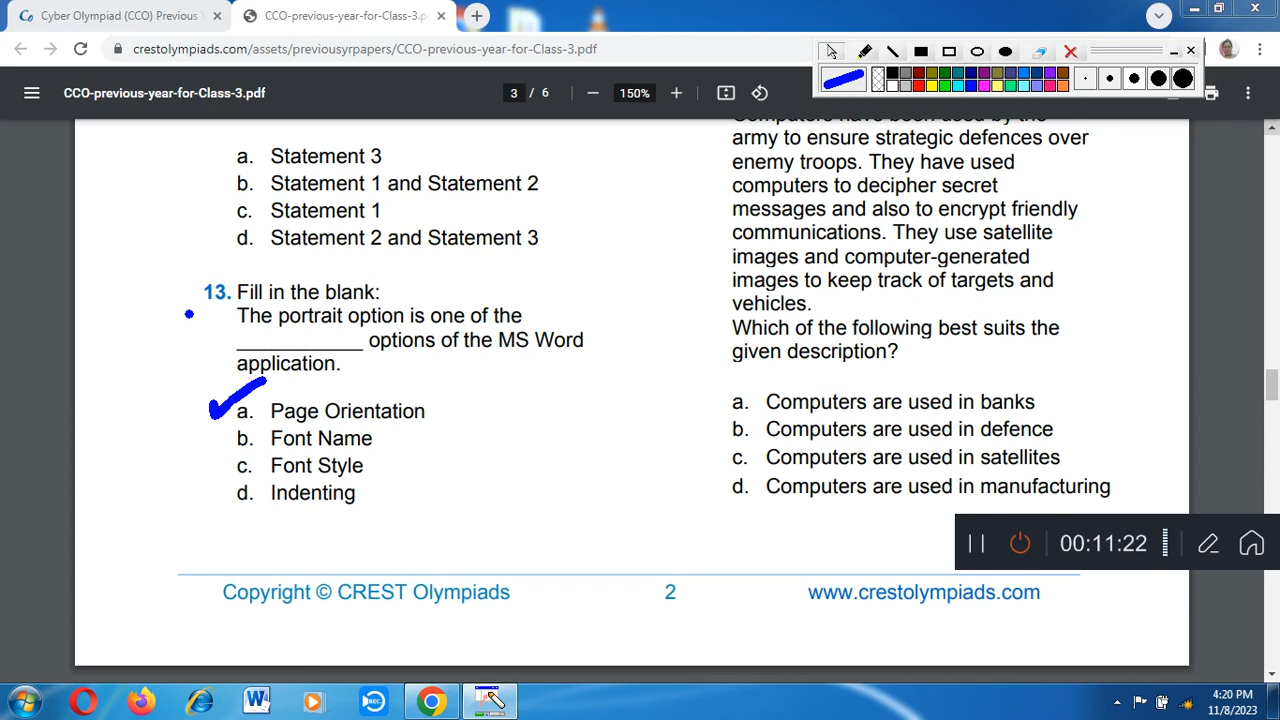 Cyber Olympiad (CCO) Previous Y
CCO-previous-year-for-Class-3.p
crestolympiads.com/assets/previousyrpapers/CCO-previous-year-for-Class-3.pdf
CCO-previous-year-for-Class-3.pdf
3 / 6
150%
a. Statement 3
b. Statement 1 and Statement 2
c. Statement 1
d. Statement 2 and Statement 3
13. Fill in the blank:
The portrait option is one of the
___________ options of the MS Word
application.
a. Page Orientation
b. Font Name
c. Font Style
d. Indenting
Computers have been used by the
army to ensure strategic defences over
enemy troops. They have used
computers to decipher secret
messages and also to encrypt friendly
communications. They use satellite
images and computer-generated
images to keep track of targets and
vehicles.
Which of the following best suits the
given description?
a. Computers are used in banks
b. Computers are used in defence
c. Computers are used in satellites
d. Computers are used in manufacturing
00:11:22
Copyright © CREST Olympiads
2
www.crestolympiads.com
REC
4:20 PM
11/8/2023